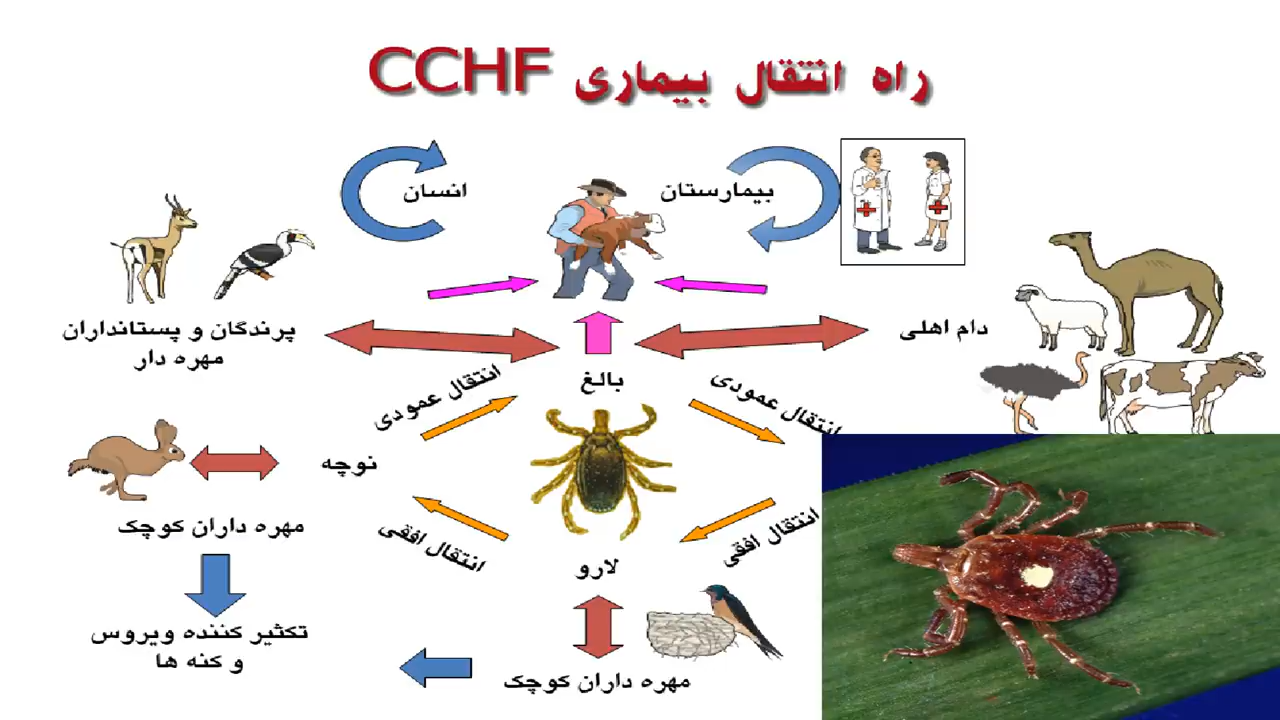 راه انتقال بیماری CCHF
انسان
بیمارستان
پرندگان و پستانداران
مهره دار
دام اهلی
بالغ
انتقال عمودی
انتقال عمودی
نوچه
مهره داران کوچک
انتقال افقی
انتقال افقی
لارو
تکثیر کننده ویروس
و کنه ها
مهره داران کوچک